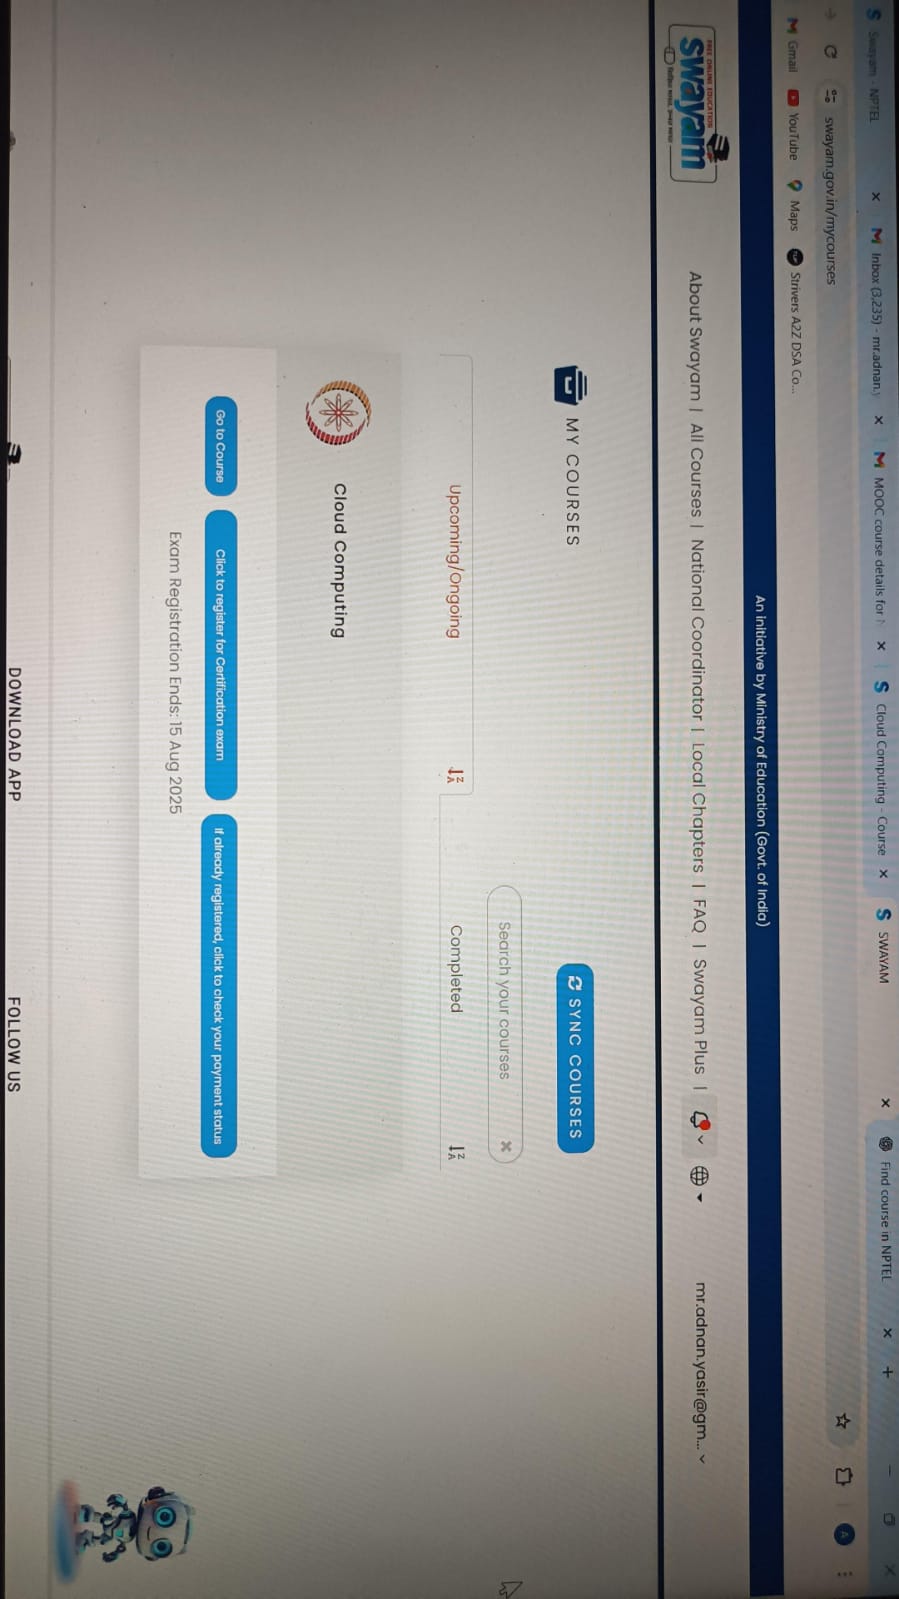 Swayam - NPTEL
Inbox (3,235) - mr.adnan.y
MOOC course details for N
Cloud Computing - Course
SWAYAM
Find course in NPTEL
swayam.gov.in/mycourses
A
Gmail
YouTube
Maps
Strivers A2Z DSA Co...
An initiative by Ministry of Education (Govt. of India)
FREE ONLINE EDUCATION
swayam
About Swayam | All Courses | National Coordinator | Local Chapters | FAQ | Swayam Plus |
mr.adnan.yasir@gm...
MY COURSES
SYNC COURSES
Search your courses
Upcoming/Ongoing
Completed
Cloud Computing
Go to Course
Click to register for Certification exam
If already registered, click to check your payment status
Exam Registration Ends: 15 Aug 2025
DOWNLOAD APP
FOLLOW US